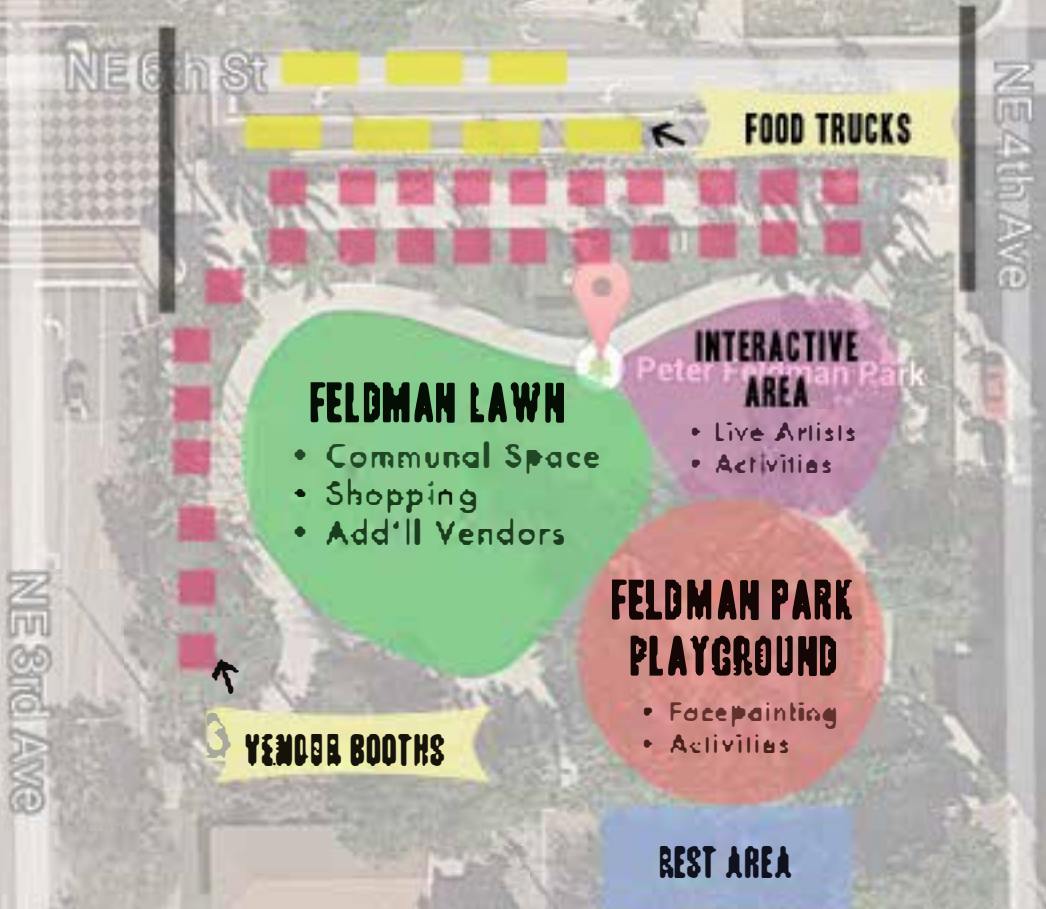 NE 6th St
FOOD TRUCKS
NE 4th Ave
INTERACTIVE
AREA
Peter Feldman Park
• Live Artists
• Activities
FELDMAN LAWN
• Communal Space
• Shopping
• Add'll Vendors
FELDMAN PARK
PLAYGROUND
• Facepainting
• Activities
NE 3rd Ave
VENDOR BOOTHS
REST AREA